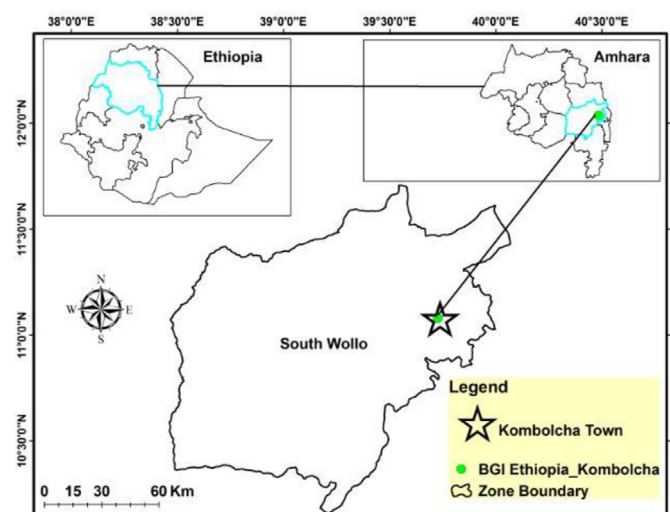 38°0'0"E 38°30'0"E 39°0'0"E 39°30'0"E 40°0'0"E 40°30'0"E
Ethiopia
Amhara
12°0'0"N
11°30'0"N
11°0'0"N
10°30'0"N
N
W E
S
South Wollo
Legend
Kombolcha Town
BGI Ethiopia_Kombolcha
Zone Boundary
0 15 30 60 Km